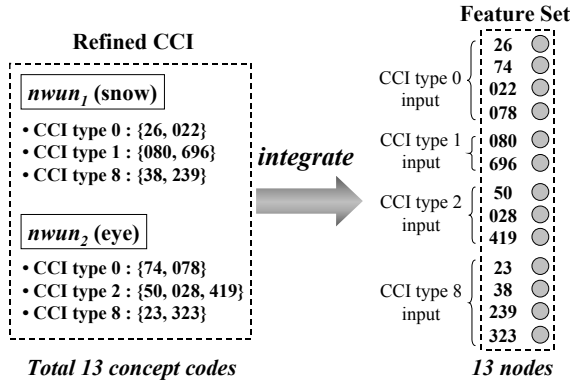 Refined CCI
nwun1 (snow)
• CCI type 0 : {26, 022}
• CCI type 1 : {080, 696}
• CCI type 8 : {38, 239}
nwun2 (eye)
• CCI type 0 : {74, 078}
• CCI type 2 : {50, 028, 419}
• CCI type 8 : {23, 323}
Total 13 concept codes
integrate
Feature Set
CCI type 0
input
26
74
022
078
CCI type 1
input
080
696
CCI type 2
input
50
028
419
CCI type 8
input
23
38
239
323
13 nodes